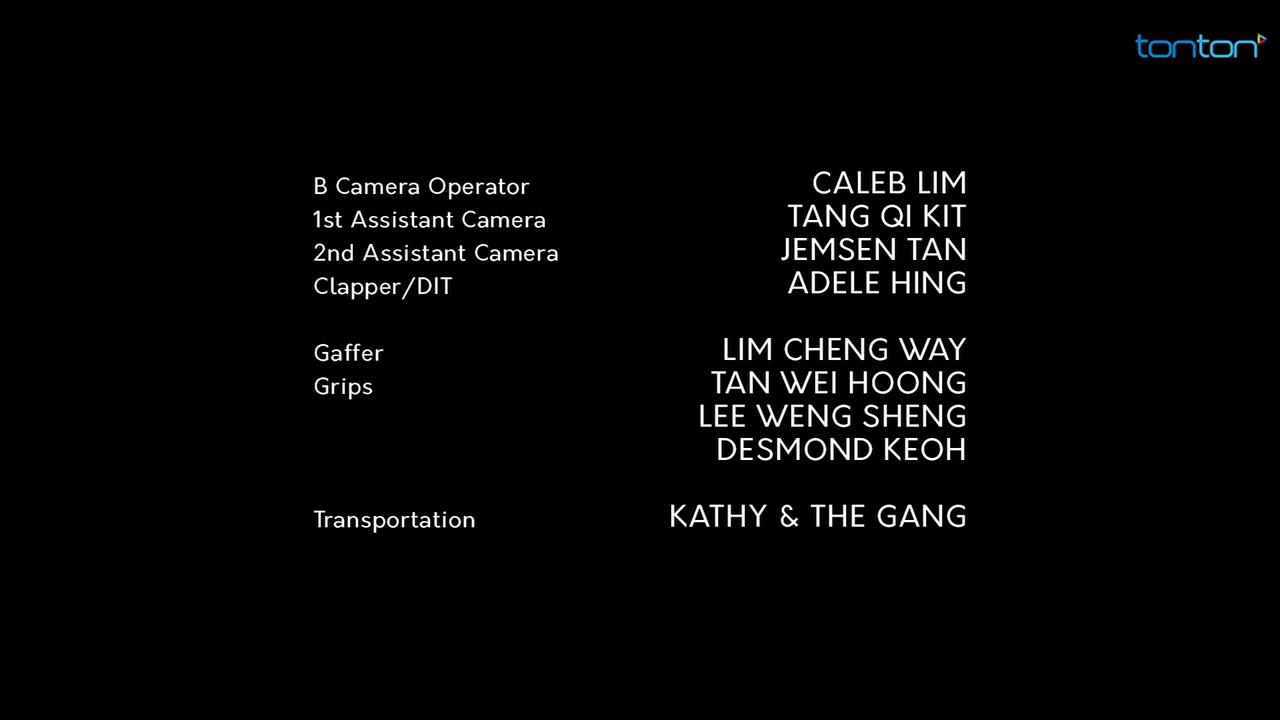 tonton
B Camera Operator CALEB LIM
1st Assistant Camera TANG QI KIT
2nd Assistant Camera JEMSEN TAN
Clapper/DIT ADELE HING
Gaffer LIM CHENG WAY
Grips TAN WEI HOONG
LEE WENG SHENG
DESMOND KEOH
Transportation KATHY & THE GANG